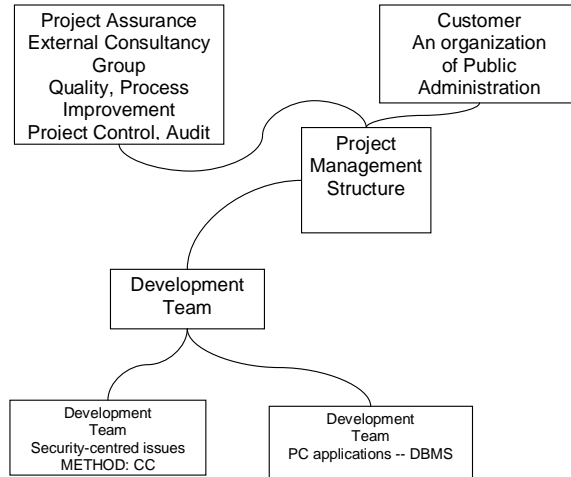 Project Assurance
External Consultancy
Group
Quality, Process
Improvement
Project Control, Audit
Customer
An organization
of Public
Administration
Project
Management
Structure
Development
Team
Development
Team
Security-centred issues
METHOD: CC
Development
Team
PC applications -- DBMS